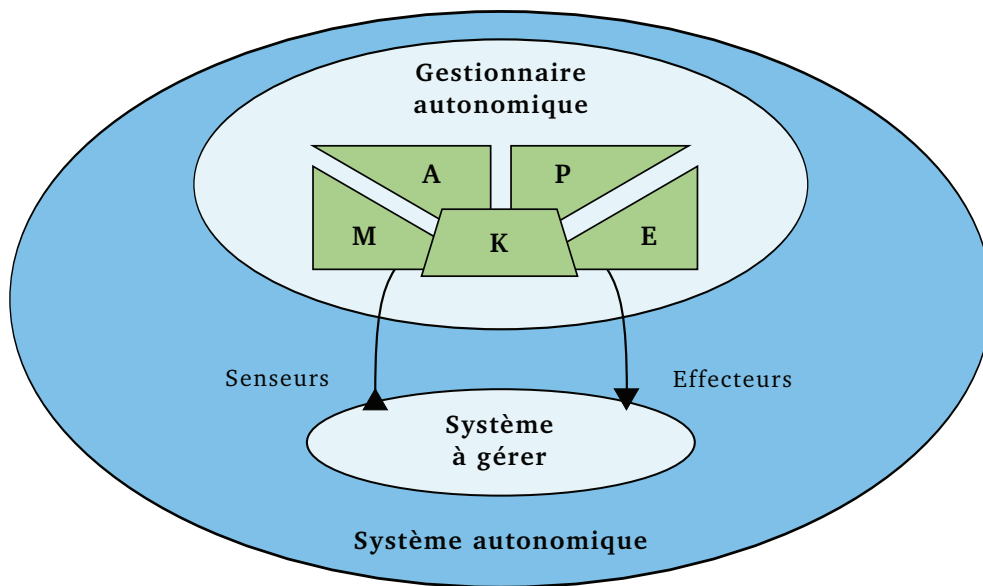 Gestionnaire
autonomique
A
P
M
K
E
Senseurs
Effecteurs
Système
à gérer
Système autonomique